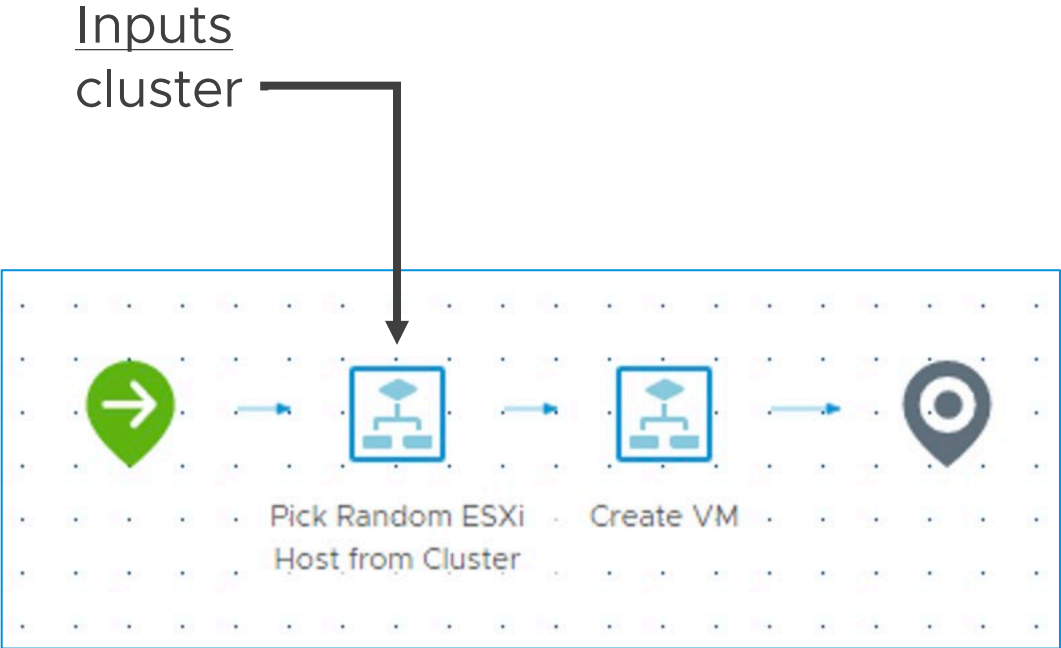 Inputs
cluster
Pick Random ESXi
Host from Cluster
Create VM